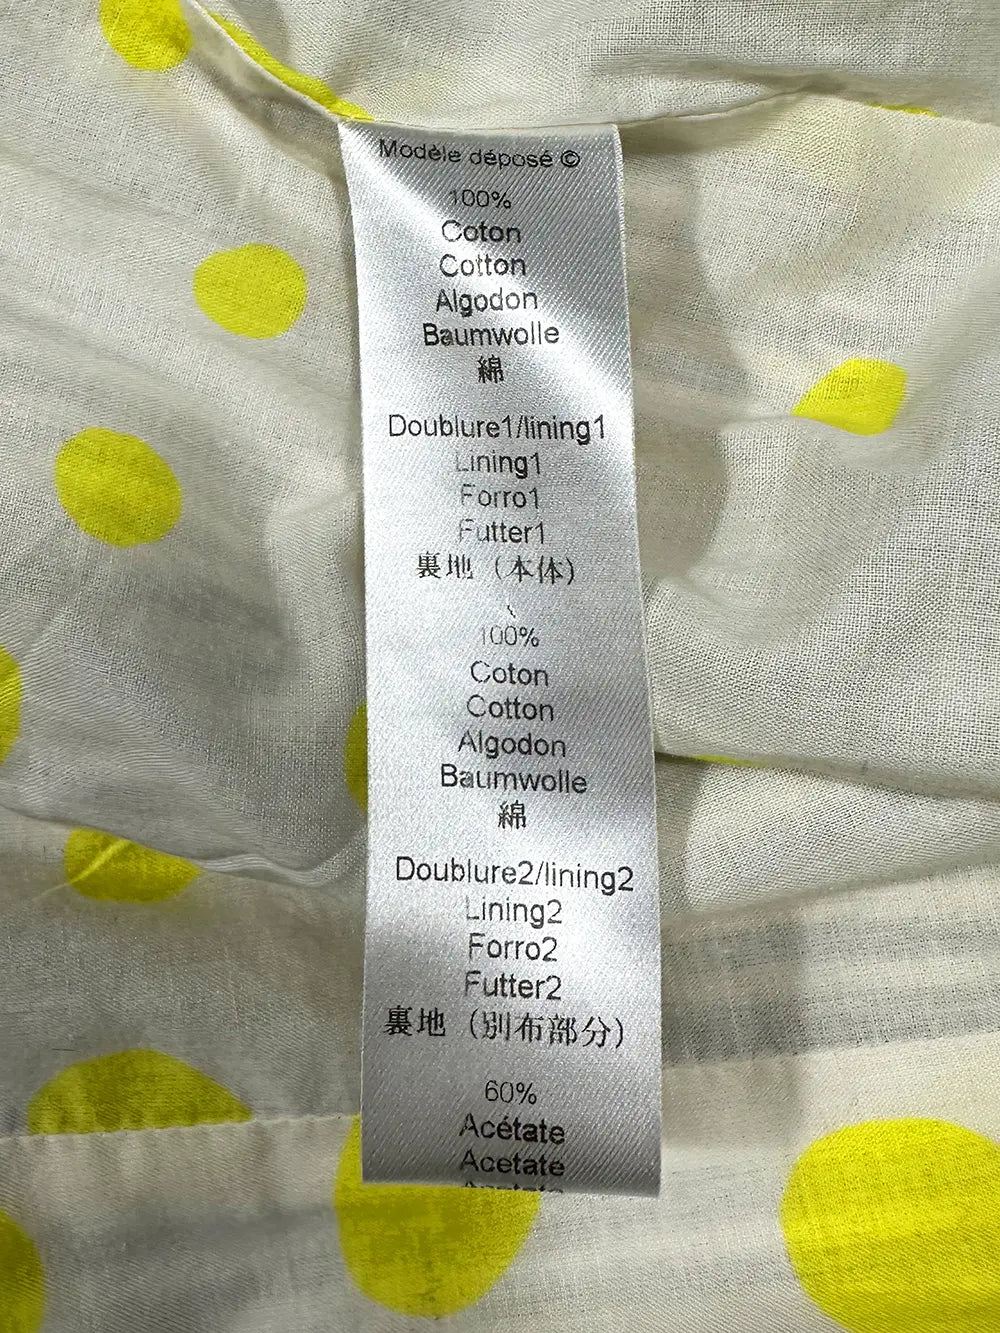 Modèle déposé ©
100%
Coton
Cotton
Algodon
Baumwolle
綿
Doublure1/lining1
Lining1
Forro1
Futter1
裏地（本体）
100%
Coton
Cotton
Algodon
Baumwolle
綿
Doublure2/lining2
Lining2
Forro2
Futter2
裏地（別布部分）
60%
Acétate
Acetate